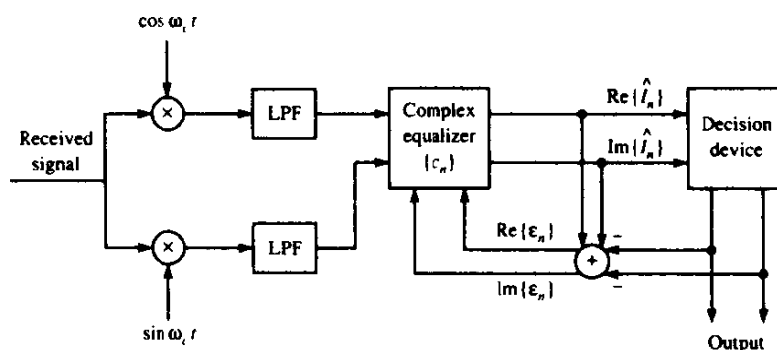 cos ω_c t
Re{Î_n}
LPF
Complex
equalizer
{c_n}
Decision
device
Received
signal
Im{Î_n}
Re{ε_n}
LPF
Im{ε_n}
sin ω_c t
Output
×
×
+
−
−